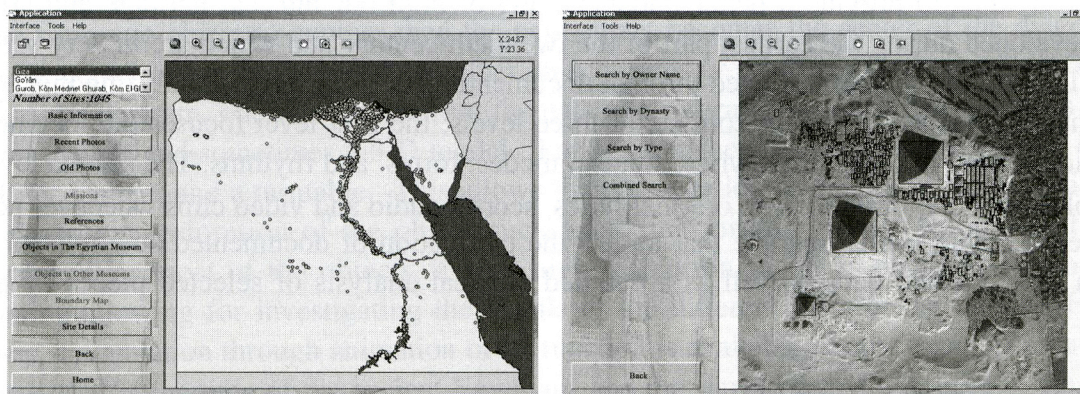 Application
Interface Tools Help
X:24.87
Y:23.36
Giza
Go'rân
Gurob, Kôm Medinet Ghurab, Kôm El
Number of Sites:1045
Basic Information
Recent Photos
Old Photos
Missions
References
Objects in The Egyptian Museum
Objects in Other Museums
Boundary Map
Site Details
Back
Home
Application
Interface Tools Help
Search by Owner Name
Search by Dynasty
Search by Type
Combined Search
Back